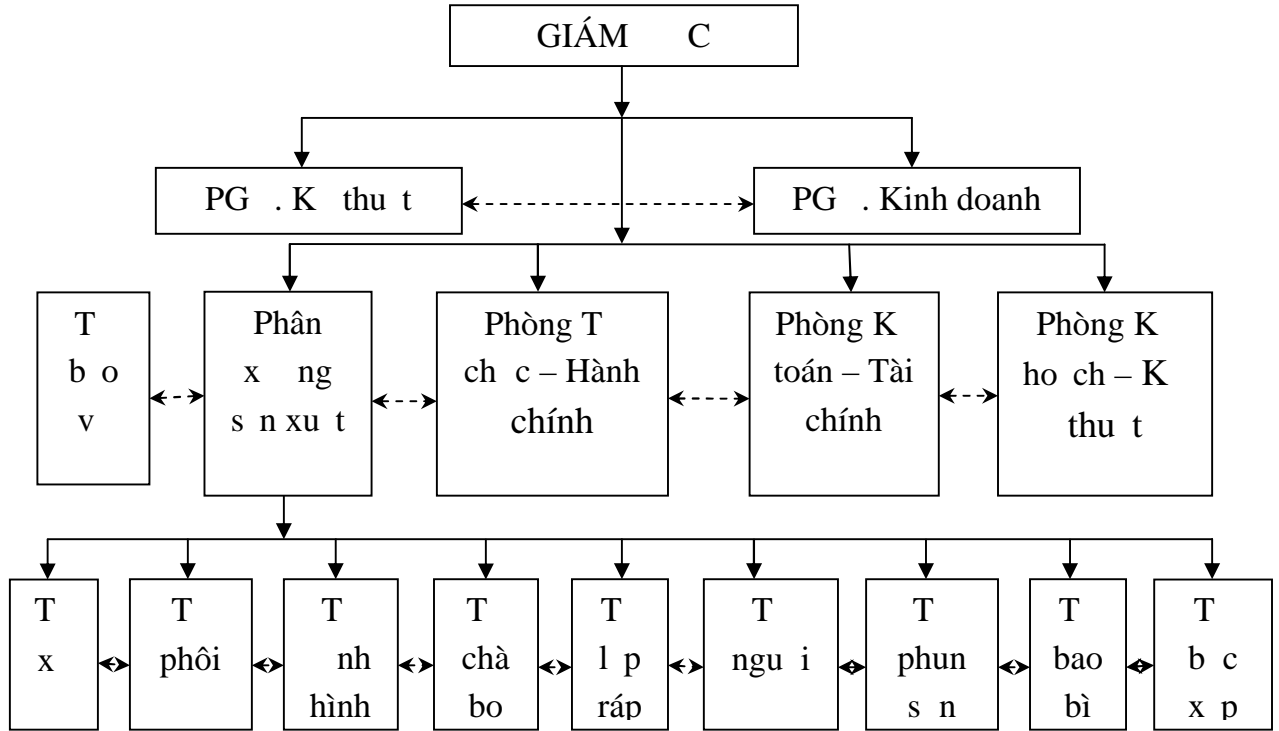 GIÁM C
PG . K thu t
PG . Kinh doanh
T
b o
v
Phân
x ng
s n xu t
Phòng T
ch c – Hành
chính
Phòng K
toán – Tài
chính
Phòng K
ho ch – K
thu t
T
x
T
phôi
T
nh
hình
T
chà
bo
T
l p
ráp
T
ngu i
T
phun
s n
T
bao
bì
T
b c
x p